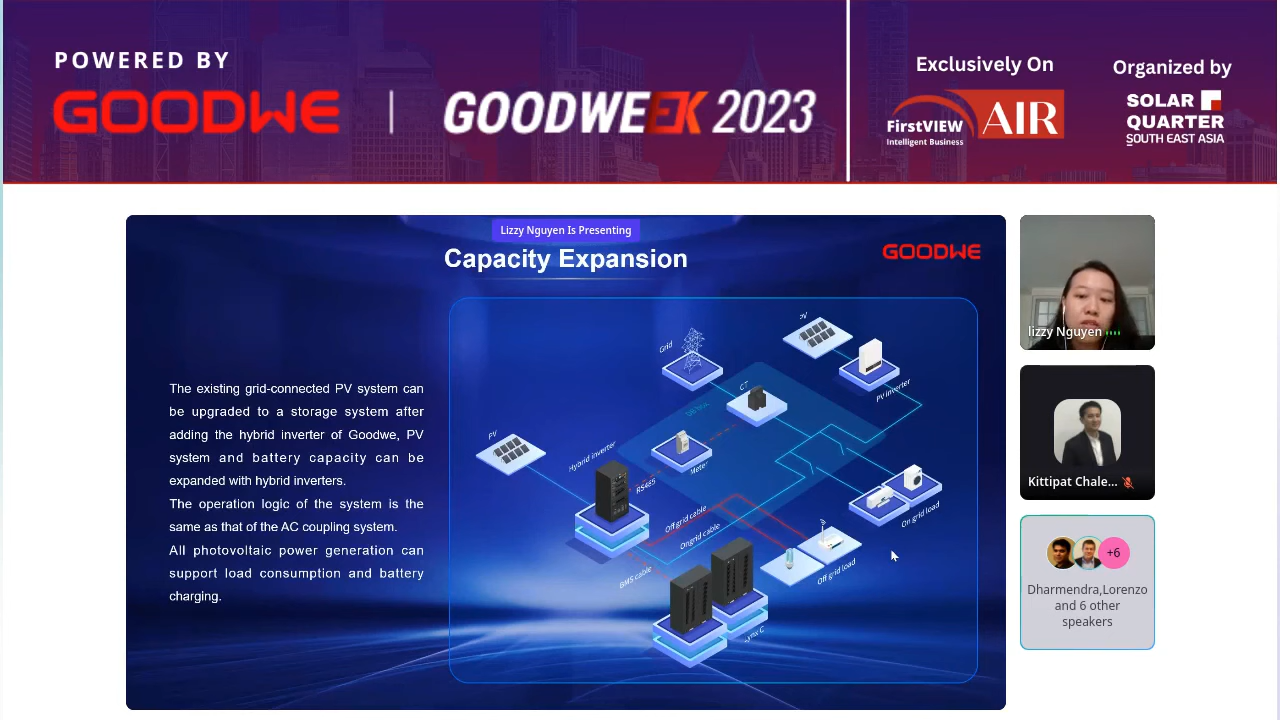 POWERED BY
GOODWE
GOODWEEK 2023
Exclusively On
FirstVIEW
Intelligent Business
AIR
Organized by
SOLAR
QUARTER
SOUTH EAST ASIA
Lizzy Nguyen Is Presenting
Capacity Expansion
GOODWE
The existing grid-connected PV system can
be upgraded to a storage system after
adding the hybrid inverter of Goodwe, PV
system and battery capacity can be
expanded with hybrid inverters.
The operation logic of the system is the
same as that of the AC coupling system.
All photovoltaic power generation can
support load consumption and battery
charging.
PV
Grid
PV inverter
CT
PV
Hybrid inverter
Meter
RS485
Off grid cable
Ongrid cable
BMS cable
On grid load
Off grid load
lizzy Nguyen
Kittipat Chale...
+6
Dharmendra,Lorenzo
and 6 other
speakers